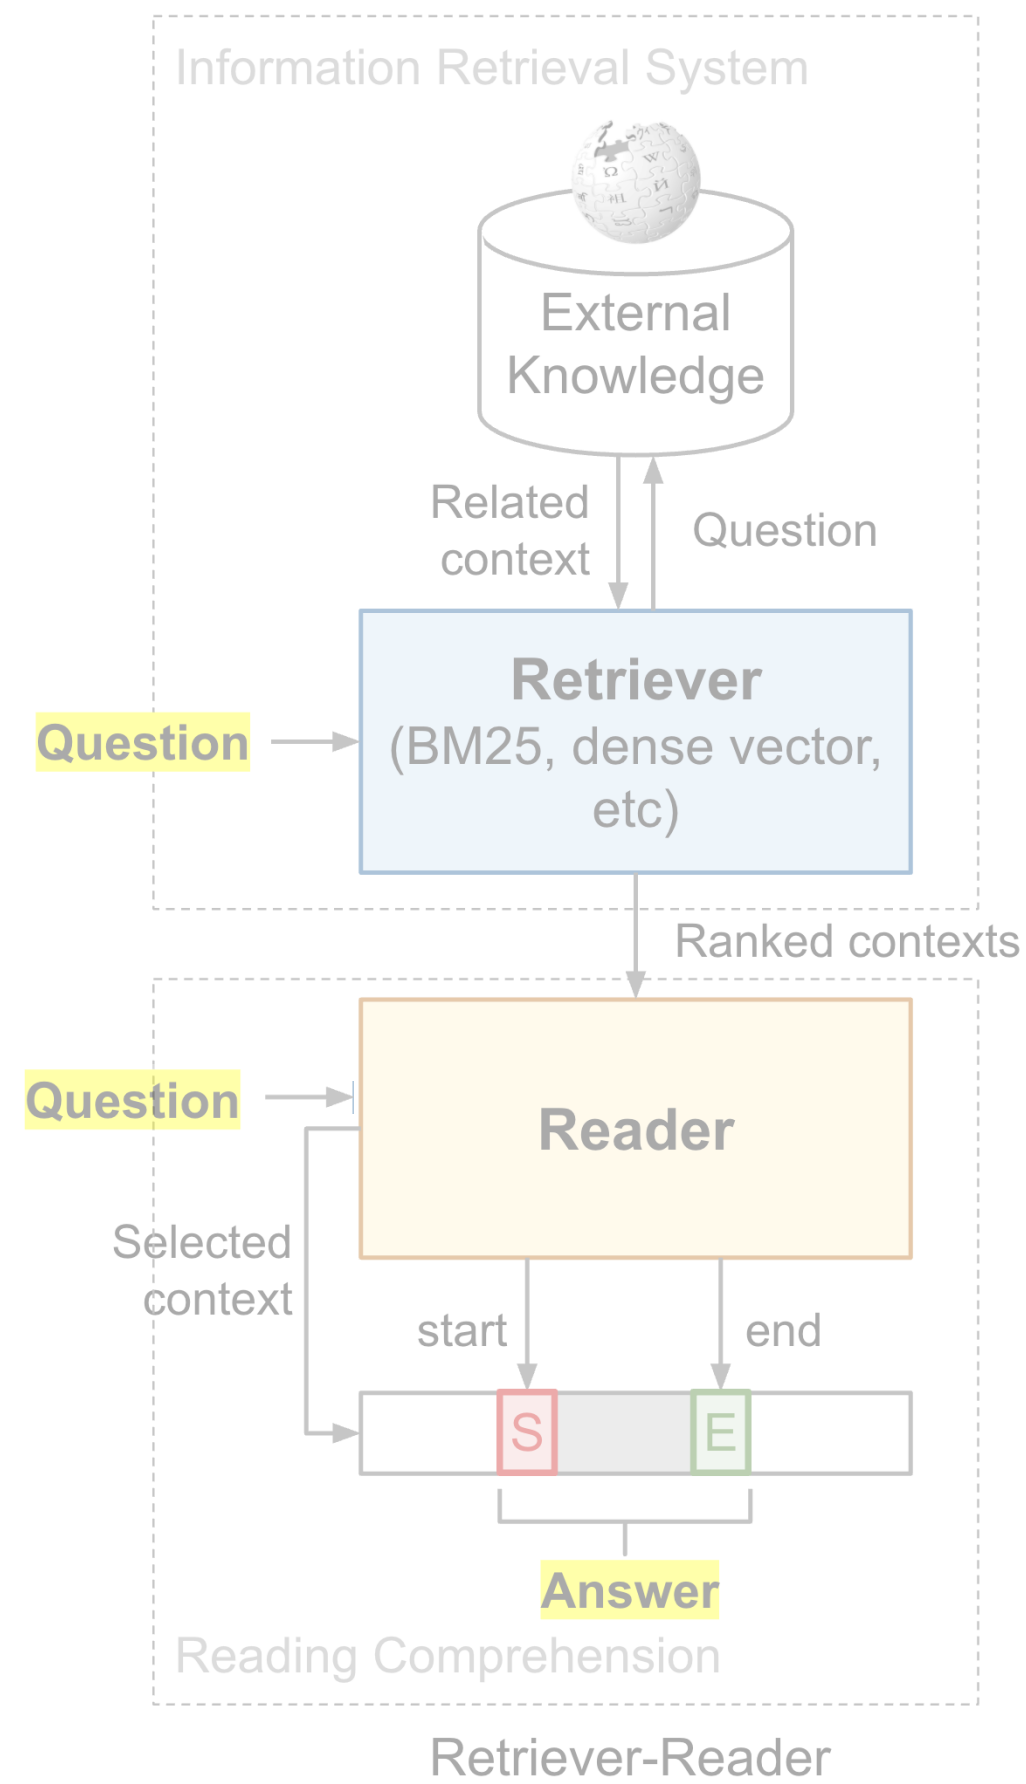 Information Retrieval System
External
Knowledge
Related
context
Question
Retriever
(BM25, dense vector,
etc)
Question
Ranked contexts
Question
Reader
Selected
context
start
end
S
E
Answer
Reading Comprehension
Retriever-Reader